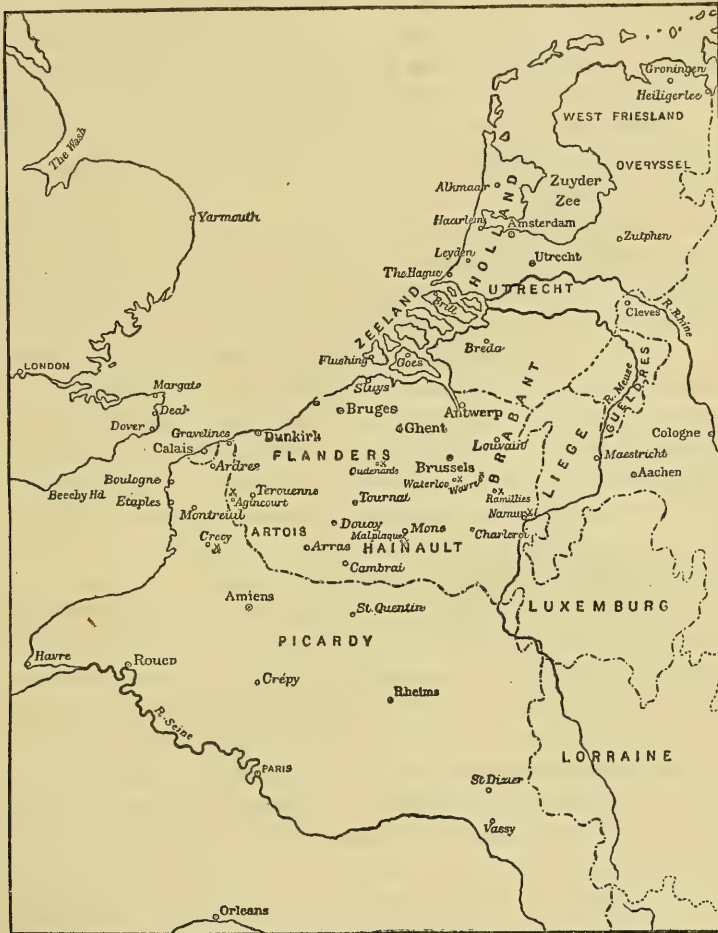 Groningen
Heiligerlee
WEST FRIESLAND
The Wash
OVERYSSEL
Zuyder
Zee
Alkmaar
HOLLAND
Yarmouth
Haarlem
Amsterdam
Zutphen
Leyden
Utrecht
The Hague
UTRECHT
ZEELAND
Brill
Cleves
R. Rhine
Flushing
Goes
Breda
LONDON
Sluys
R. Meuse
GUELDRES
Margate
Deal
Bruges
Antwerp
BRABANT
Dover
Gravelines
Dunkirk
Ghent
Louvain
LIEGE
Cologne
Calais
FLANDERS
Maestricht
Ardres
Oudenarde
Brussels
Aachen
Boulogne
Waterloo
Wavre
Beechy Hd.
Terouenne
Ramillies
Etaples
Agincourt
Tournai
Namur
Montreuil
ARTOIS
Douay
Mons
Charleroi
Malplaquet
Crecy
Arras
HAINAULT
Cambrai
Amiens
St. Quentin
LUXEMBURG
PICARDY
Havre
Rouen
Crépy
Rheims
R. Seine
LORRAINE
PARIS
St Dizier
Vassy
Orleans